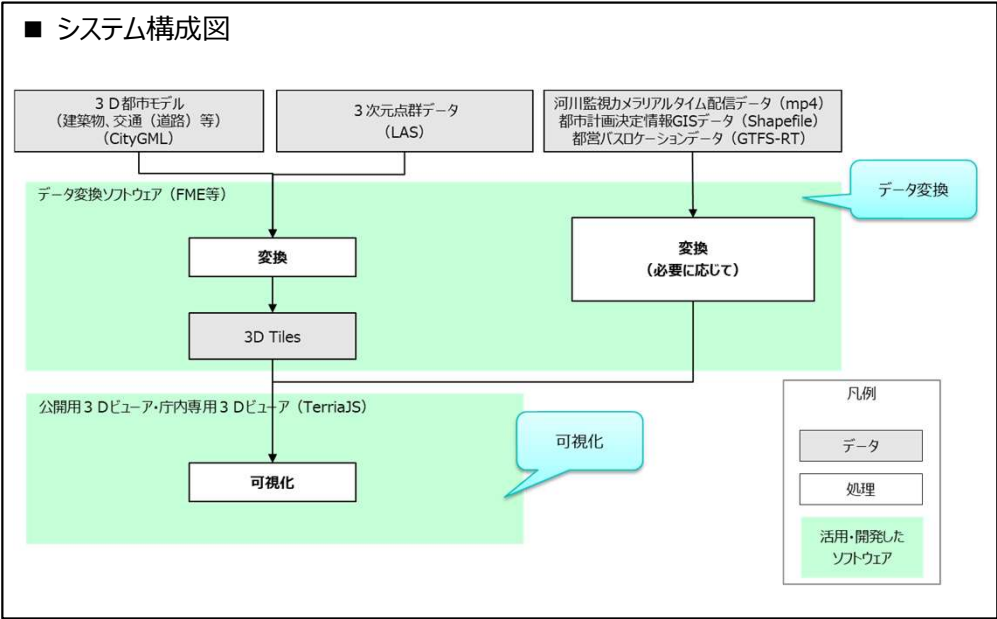 ■ システム構成図
３Ｄ都市モデル
（建築物、交通（道路）等）
（CityGML）
３次元点群データ
（LAS）
河川監視カメラリアルタイム配信データ（mp4）
都市計画決定情報GISデータ（Shapefile）
都営バスロケーションデータ（GTFS-RT）
データ変換ソフトウェア（FME等）
データ変換
変換
変換
（必要に応じて）
3D Tiles
公開用３Ｄビューア・庁内専用３Ｄビューア（TerriaJS）
可視化
可視化
凡例
データ
処理
活用・開発した
ソフトウェア